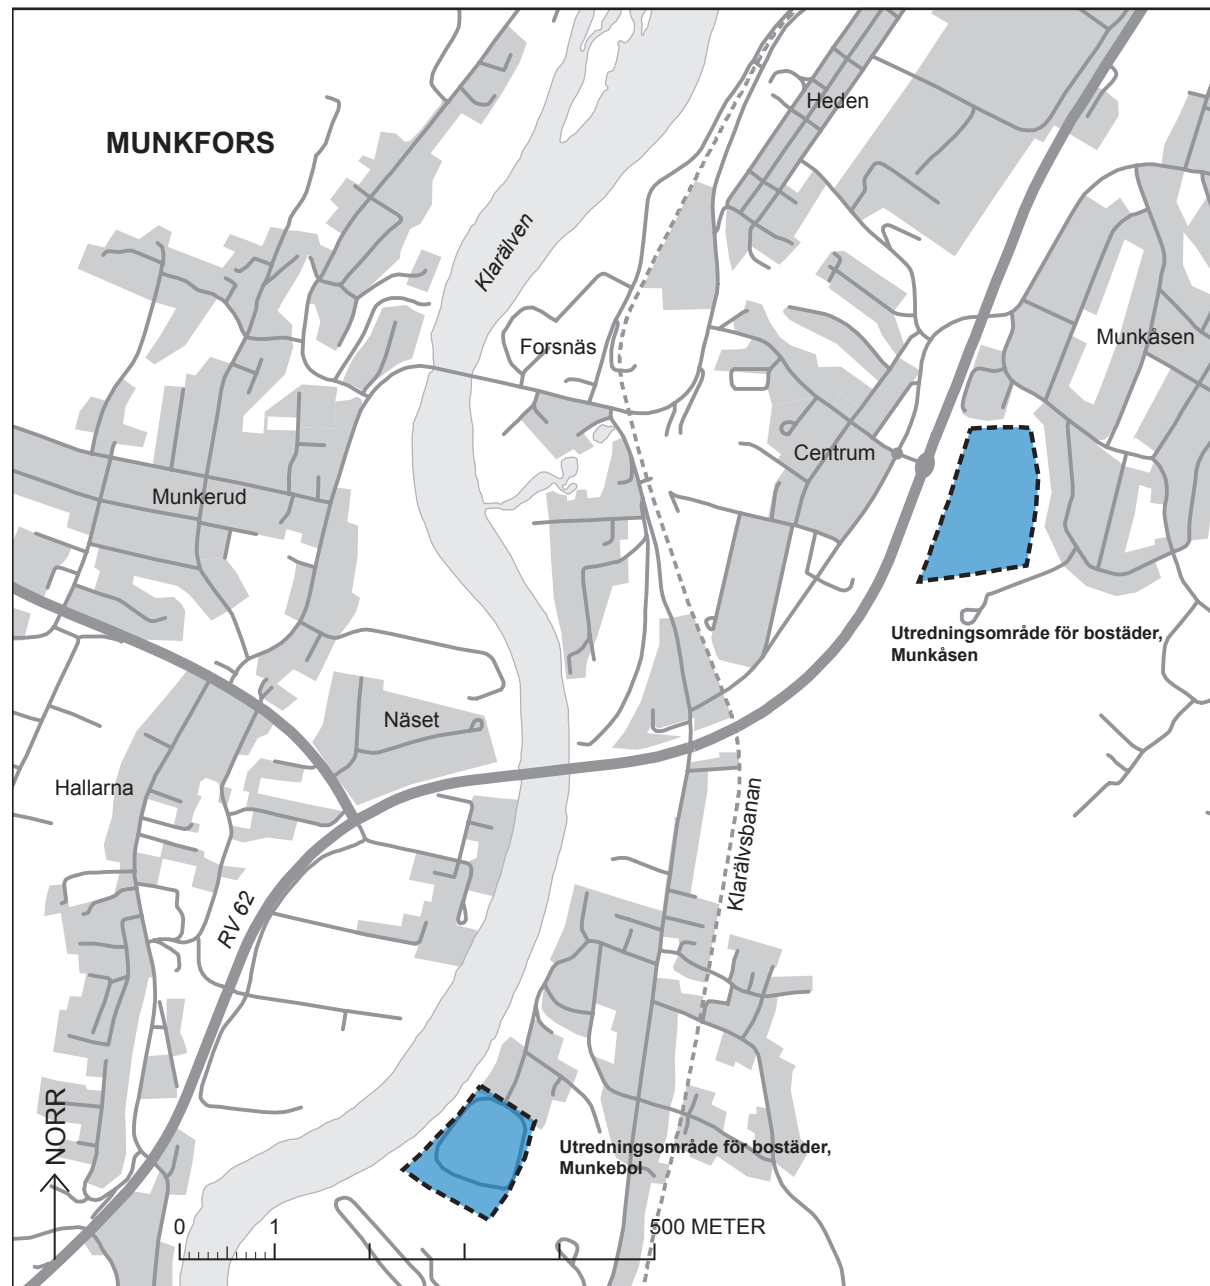 Heden
MUNKFORS
Klarälven
Forsnäs
Munkåsen
Centrum
Munkerud
Utredningsområde för bostäder,
Munkåsen
Näset
Hallarna
Klarälvsbanan
RV 62
NORR
Utredningsområde för bostäder,
Munkebol
0 1 500 METER